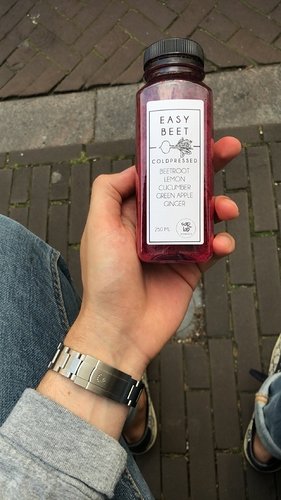 EASY
BEET
COLDPRESSED
BEETROOT
LEMON
CUCUMBER
GREEN APPLE
GINGER
250 ML